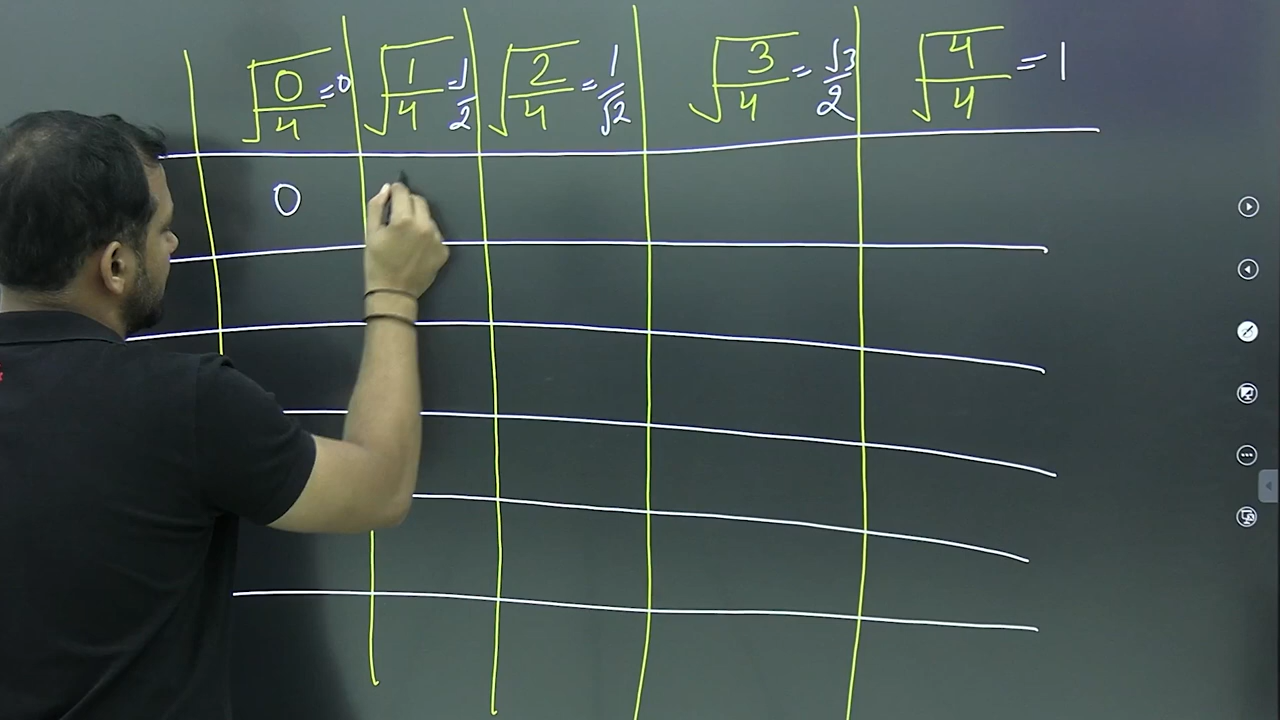 √(0/4) = 0 √(1/4) = 1/2 √(2/4) = 1/√2 √(3/4) = √3/2 √(4/4) = 1
0